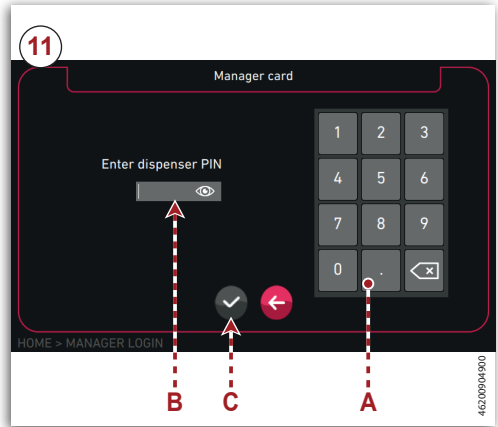 11
Manager card
Enter dispenser PIN
1 2 3
4 5 6
7 8 9
0 .
HOME > MANAGER LOGIN
B C A
46200904900